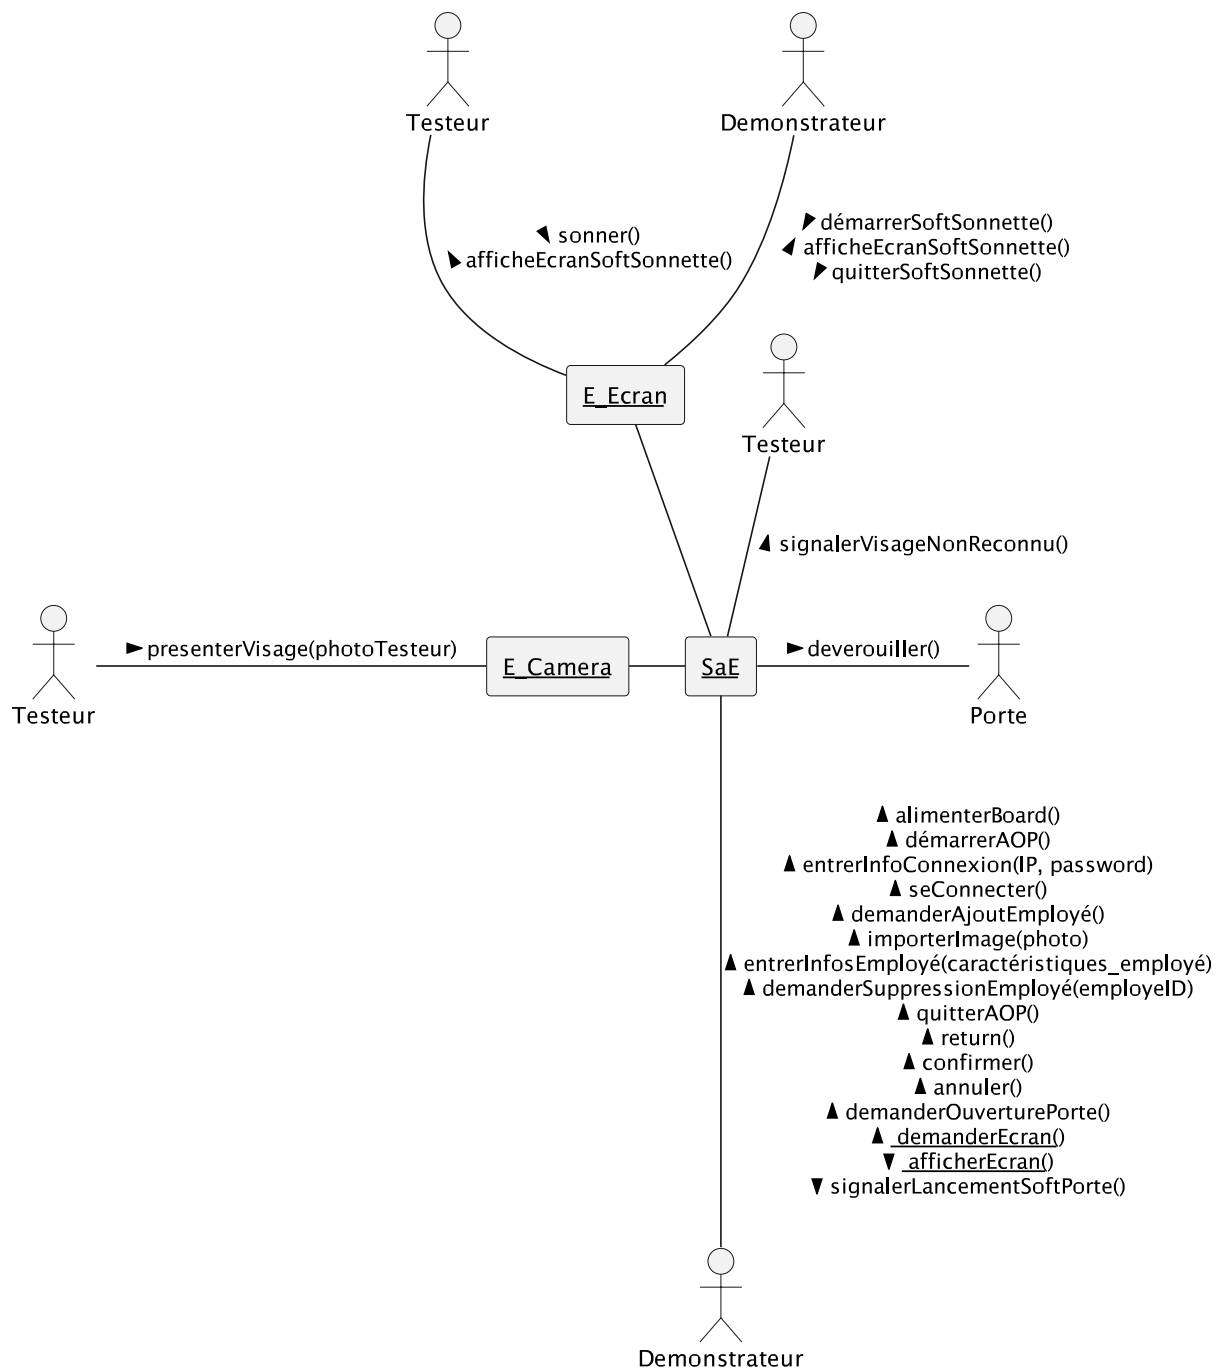 Testeur
Demonstrateur
sonner()
afficheEcranSoftSonnette()
démarrerSoftSonnette()
afficheEcranSoftSonnette()
quitterSoftSonnette()
E_Ecran
Testeur
signalerVisageNonReconnu()
presenterVisage(photoTesteur)
E_Camera
SaE
deverouiller()
Testeur
Porte
alimenterBoard()
démarrerAOP()
entrerInfoConnexion(IP, password)
seConnecter()
demanderAjoutEmployé()
importerImage(photo)
entrerInfosEmployé(caractéristiques_employé)
demanderSuppressionEmployé(employeID)
quitterAOP()
return()
confirmer()
annuler()
demanderOuverturePorte()
demanderEcran()
afficherEcran()
signalerLancementSoftPorte()
Demonstrateur